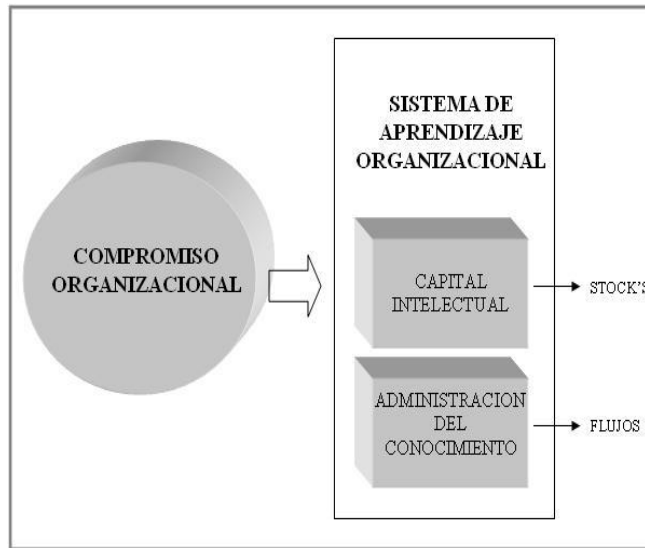 SISTEMA DE
APRENDIZAJE
ORGANIZACIONAL
COMPROMISO
ORGANIZACIONAL
CAPITAL
INTELECTUAL
STOCK'S
ADMINISTRACION
DEL
CONOCIMIENTO
FLUJOS